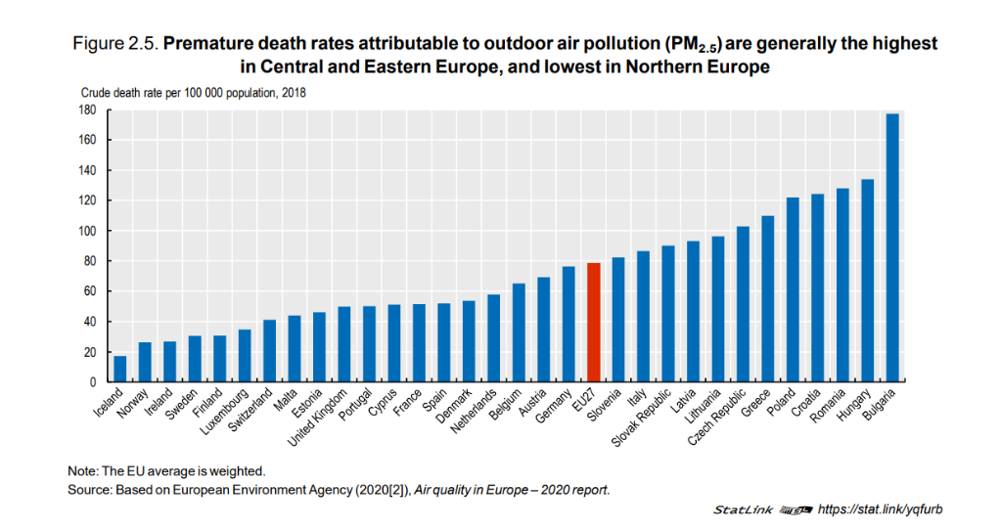 Figure 2.5. Premature death rates attributable to outdoor air pollution (PM2.5) are generally the highest
in Central and Eastern Europe, and lowest in Northern Europe
Crude death rate per 100 000 population, 2018
180
160
140
120
100
80
60
40
20
0
Iceland
Norway
Ireland
Sweden
Finland
Luxembourg
Switzerland
Malta
Estonia
United Kingdom
Portugal
Cyprus
France
Spain
Denmark
Netherlands
Belgium
Austria
Germany
EU27
Slovenia
Italy
Slovak Republic
Latvia
Lithuania
Czech Republic
Greece
Poland
Croatia
Romania
Hungary
Bulgaria
Note: The EU average is weighted.
Source: Based on European Environment Agency (2020[2]), Air quality in Europe – 2020 report.
StatLink https://stat.link/yqfurb